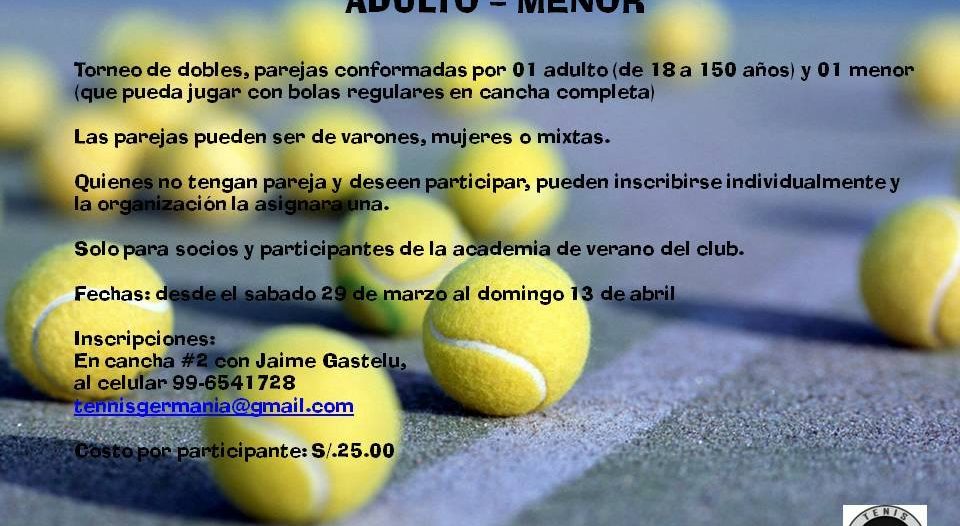 ADULTO – MENOR
Torneo de dobles, parejas conformadas por 01 adulto (de 18 a 150 años) y 01 menor
(que pueda jugar con bolas regulares en cancha completa)
Las parejas pueden ser de varones, mujeres o mixtas.
Quienes no tengan pareja y deseen participar, pueden inscribirse individualmente y
la organización la asignara una.
Solo para socios y participantes de la academia de verano del club.
Fechas: desde el sabado 29 de marzo al domingo 13 de abril
Inscripciones:
En cancha #2 con Jaime Gastelu,
al celular 99-6541728
tennisgermania@gmail.com
Costo por participante: S/.25.00
TENIS